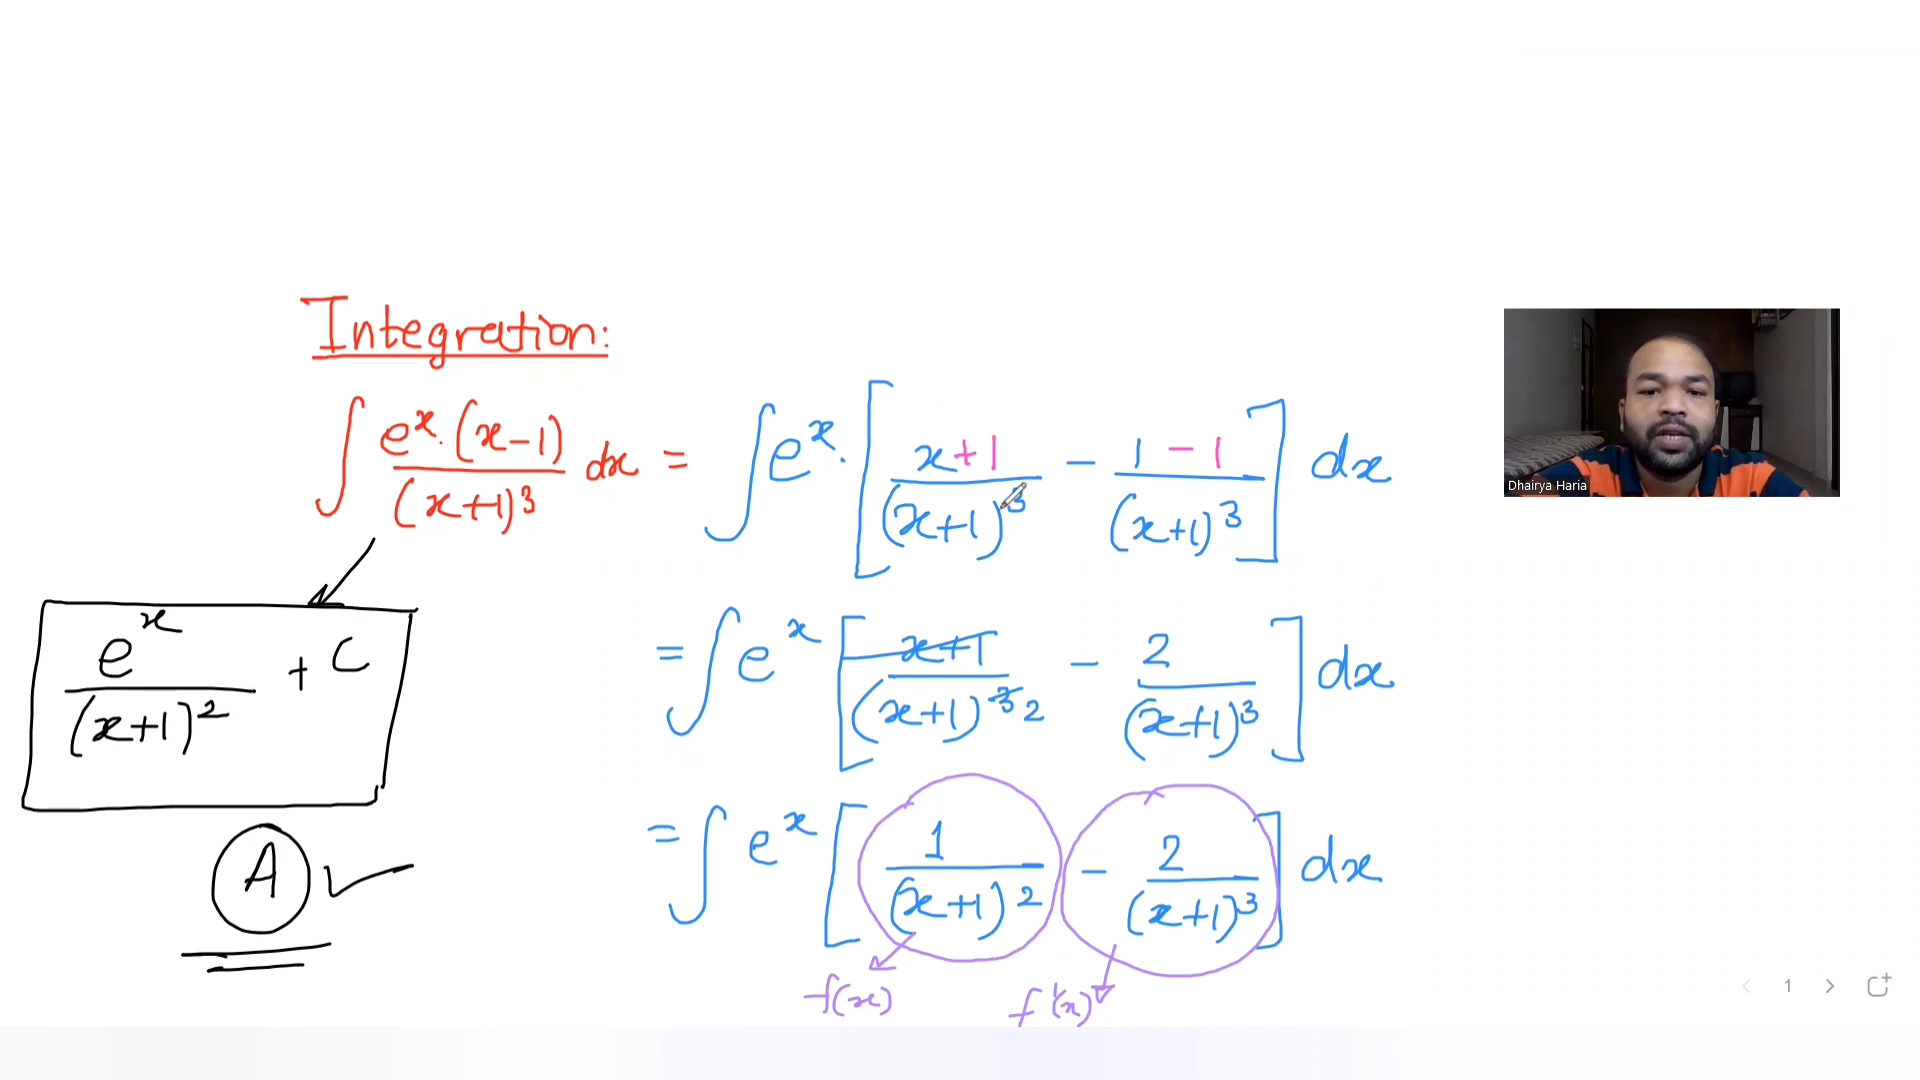 Integration:
∫ eˣ·(x-1)/(x+1)³ dx = ∫ eˣ· [ x+1/(x+1)³ - 1-1/(x+1)³ ] dx
= ∫ eˣ [ x+1/(x+1)³ 2 - 2/(x+1)³ ] dx
= ∫ eˣ [ 1/(x+1)² - 2/(x+1)³ ] dx
f(x) f'(x)
eˣ/(x+1)² + C
A
Dhairya Haria
1